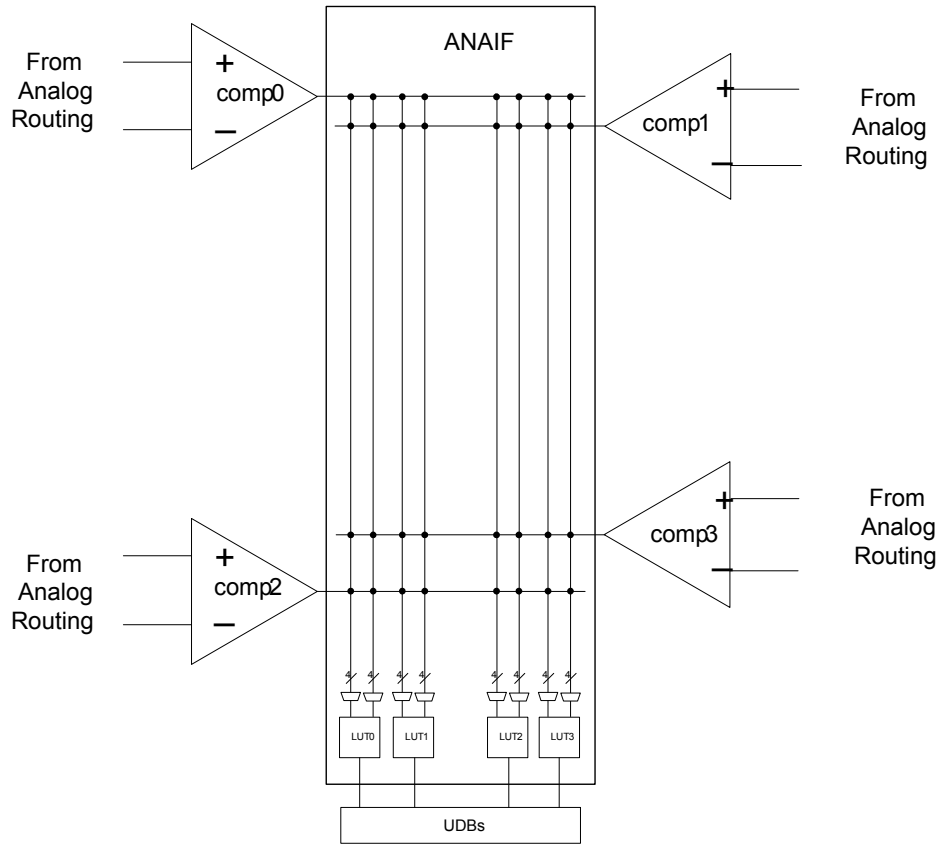 ANAIF
From
Analog
Routing
+
comp0
−
+
comp1
−
From
Analog
Routing
From
Analog
Routing
+
comp2
−
+
comp3
−
From
Analog
Routing
4 4 4 4 4 4 4 4
LUT0 LUT1 LUT2 LUT3
UDBs